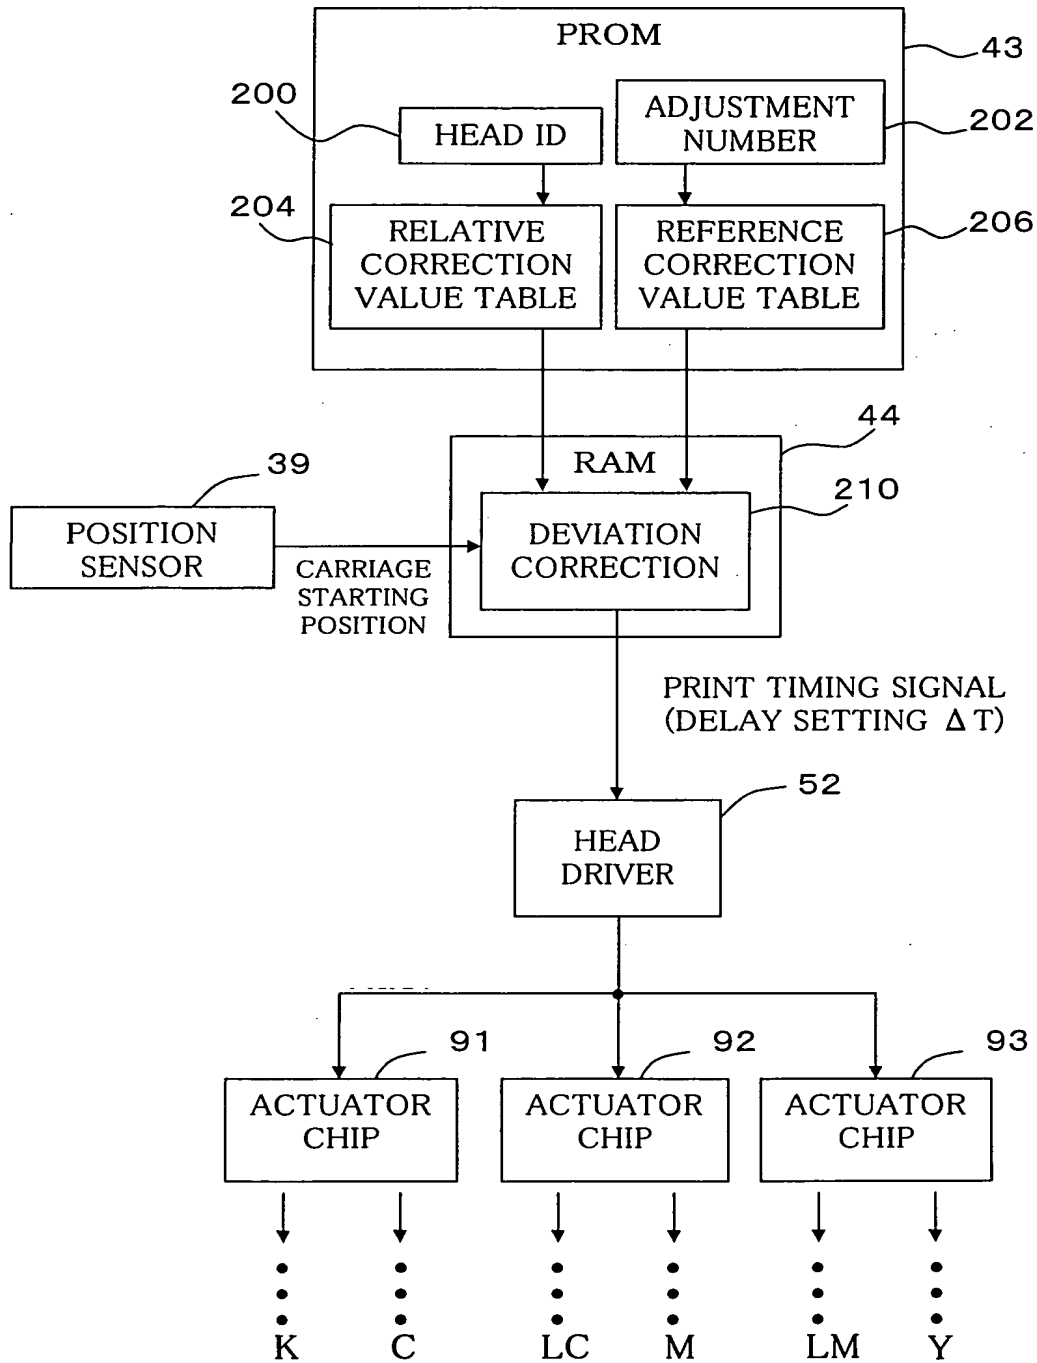 PROM
43
200
HEAD ID
ADJUSTMENT
NUMBER
202
204
RELATIVE
CORRECTION
VALUE TABLE
REFERENCE
CORRECTION
VALUE TABLE
206
44
RAM
39
POSITION
SENSOR
CARRIAGE
STARTING
POSITION
DEVIATION
CORRECTION
210
PRINT TIMING SIGNAL
(DELAY SETTING Δ T)
52
HEAD
DRIVER
91
92
93
ACTUATOR
CHIP
ACTUATOR
CHIP
ACTUATOR
CHIP
K
C
LC
M
LM
Y